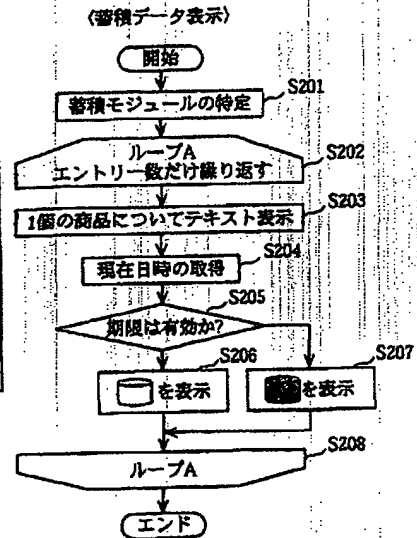 〈蓄積データ表示〉
開始
S201
蓄積モジュールの特定
S202
ループA
エントリー数だけ繰り返す
S203
1個の商品についてテキスト表示
S204
現在日時の取得
S205
期限は有効か?
S206
を表示
S207
を表示
S208
ループA
エンド